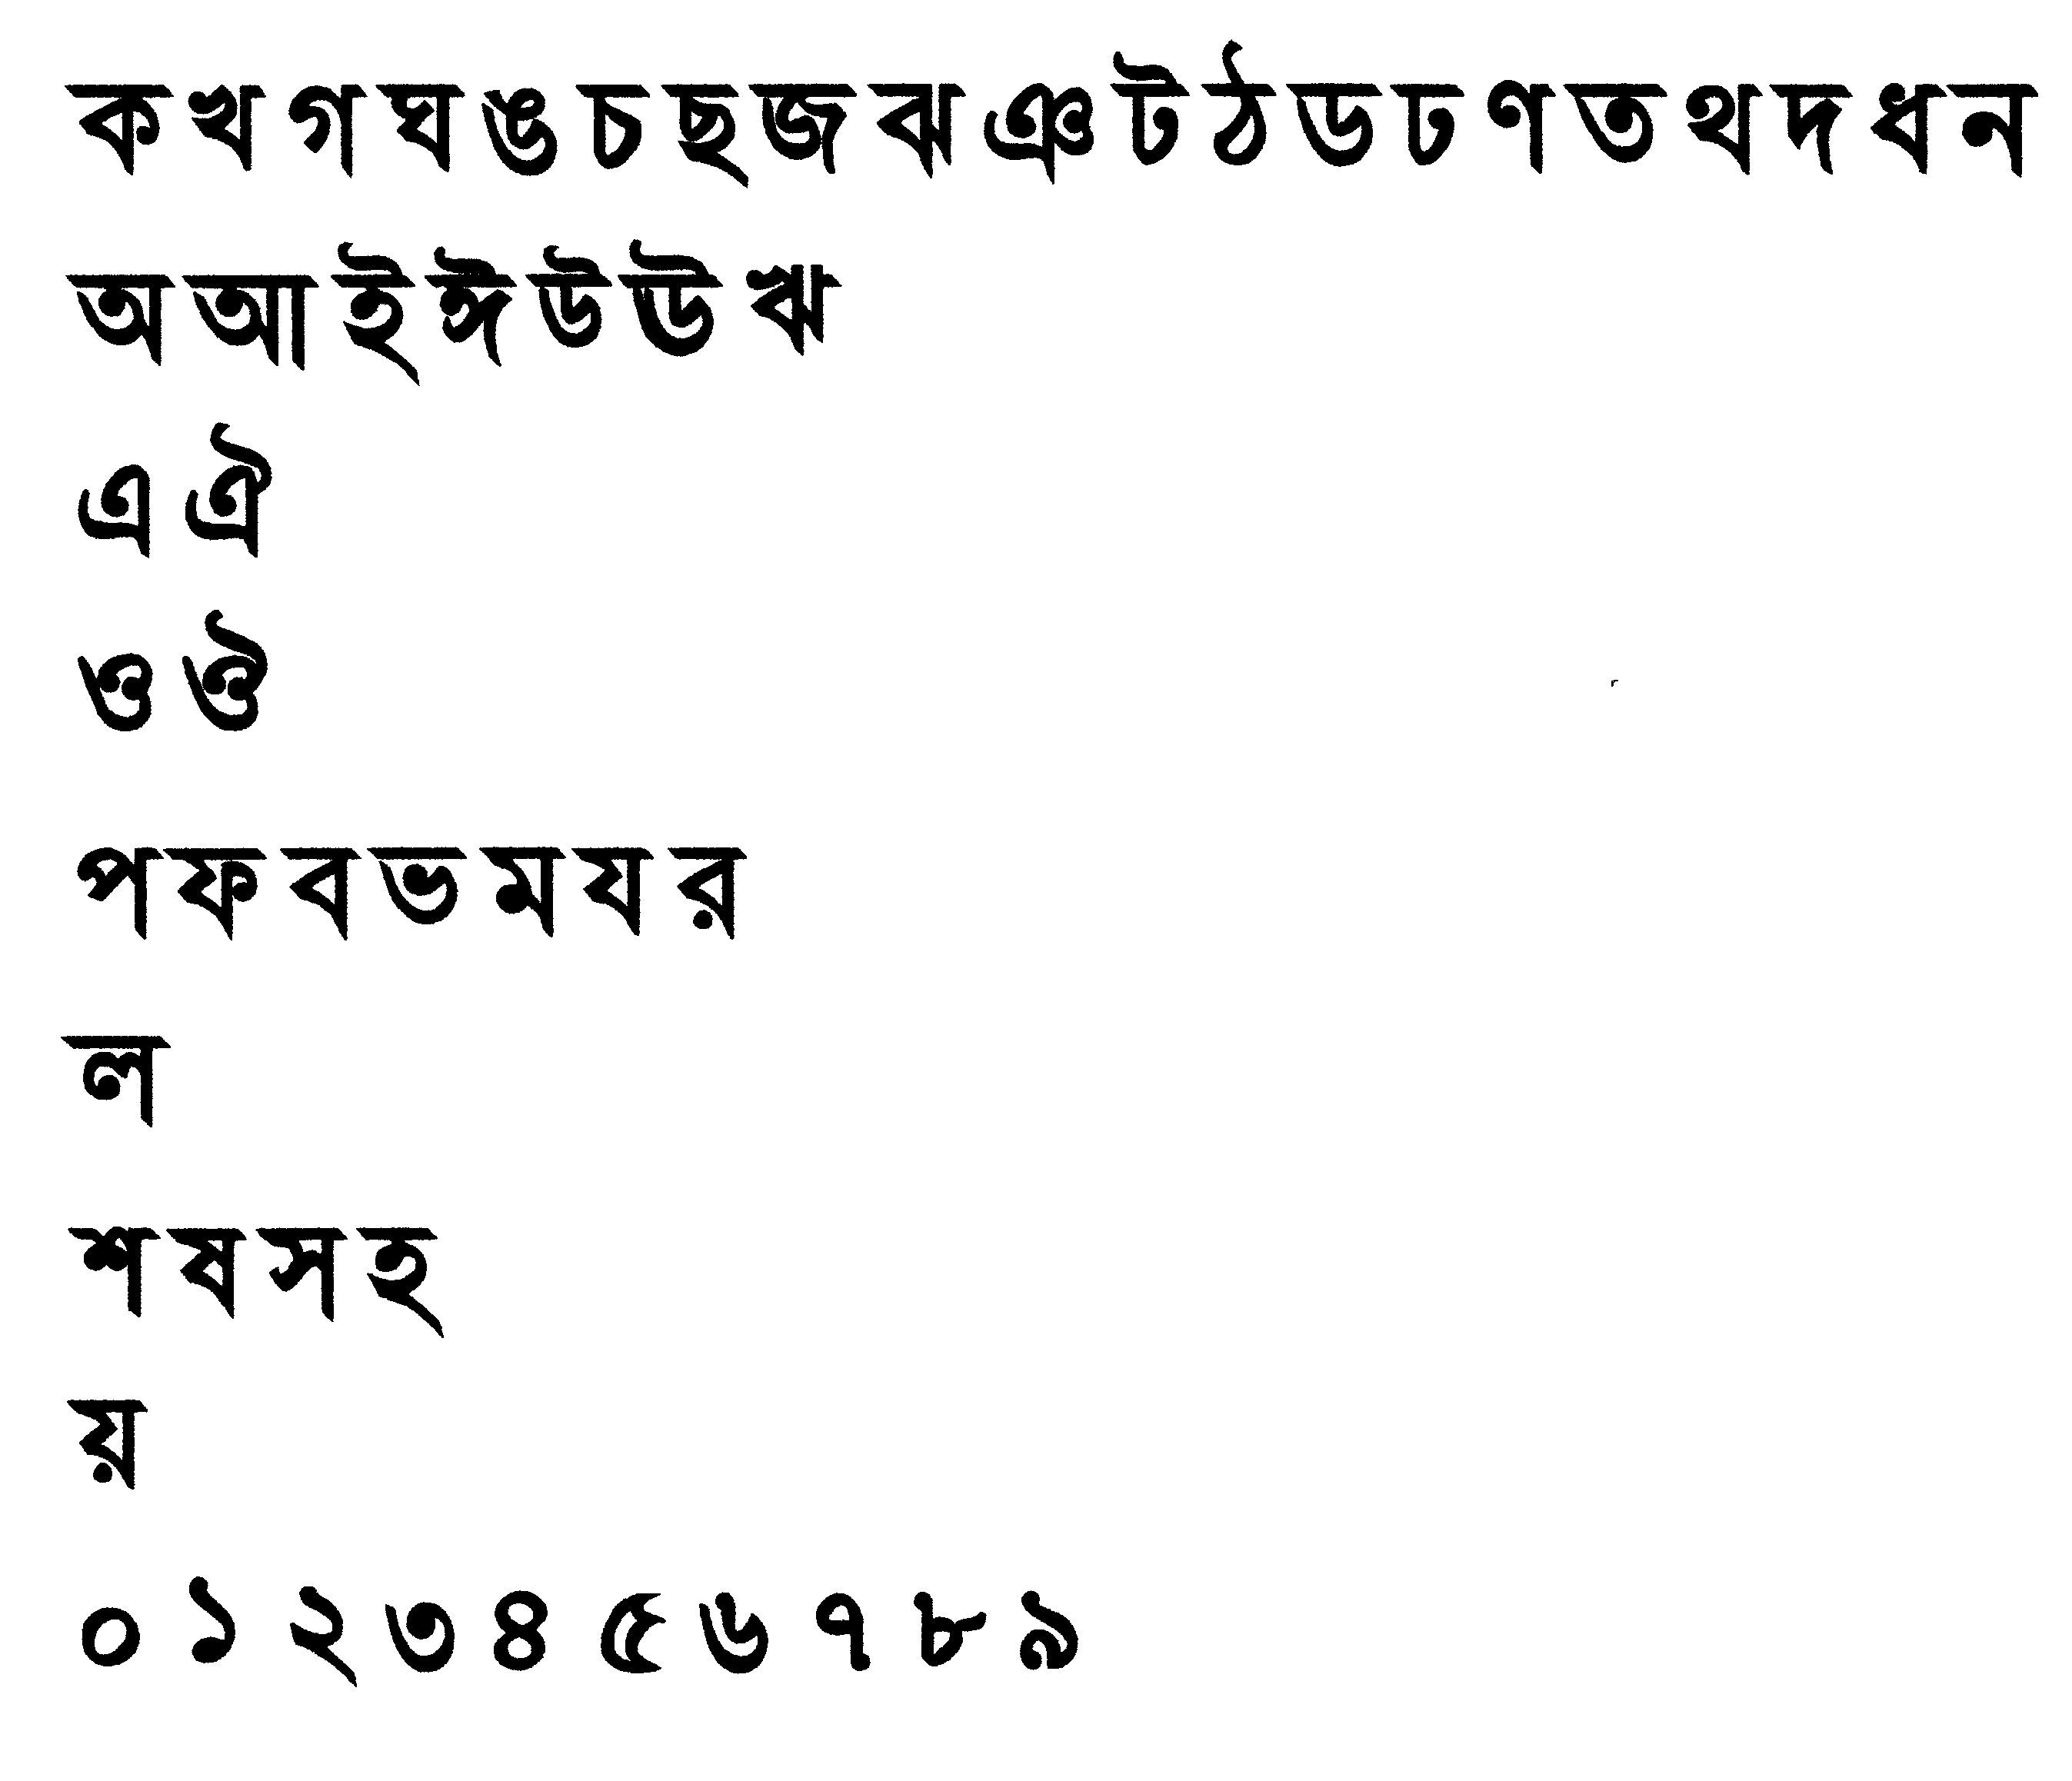 ক খ গ ঘ ঙ চ ছ জ ঝ ঞ ট ঠ ড ঢ ণ ত থ দ ধ ন
অ আ ই ঈ উ ঊ ঋ
এ ঐ
ও ঔ
প ফ ব ভ ম য র
ল
শ ষ স হ
য়
০ ১ ২ ৩ ৪ ৫ ৬ ৭ ৮ ৯